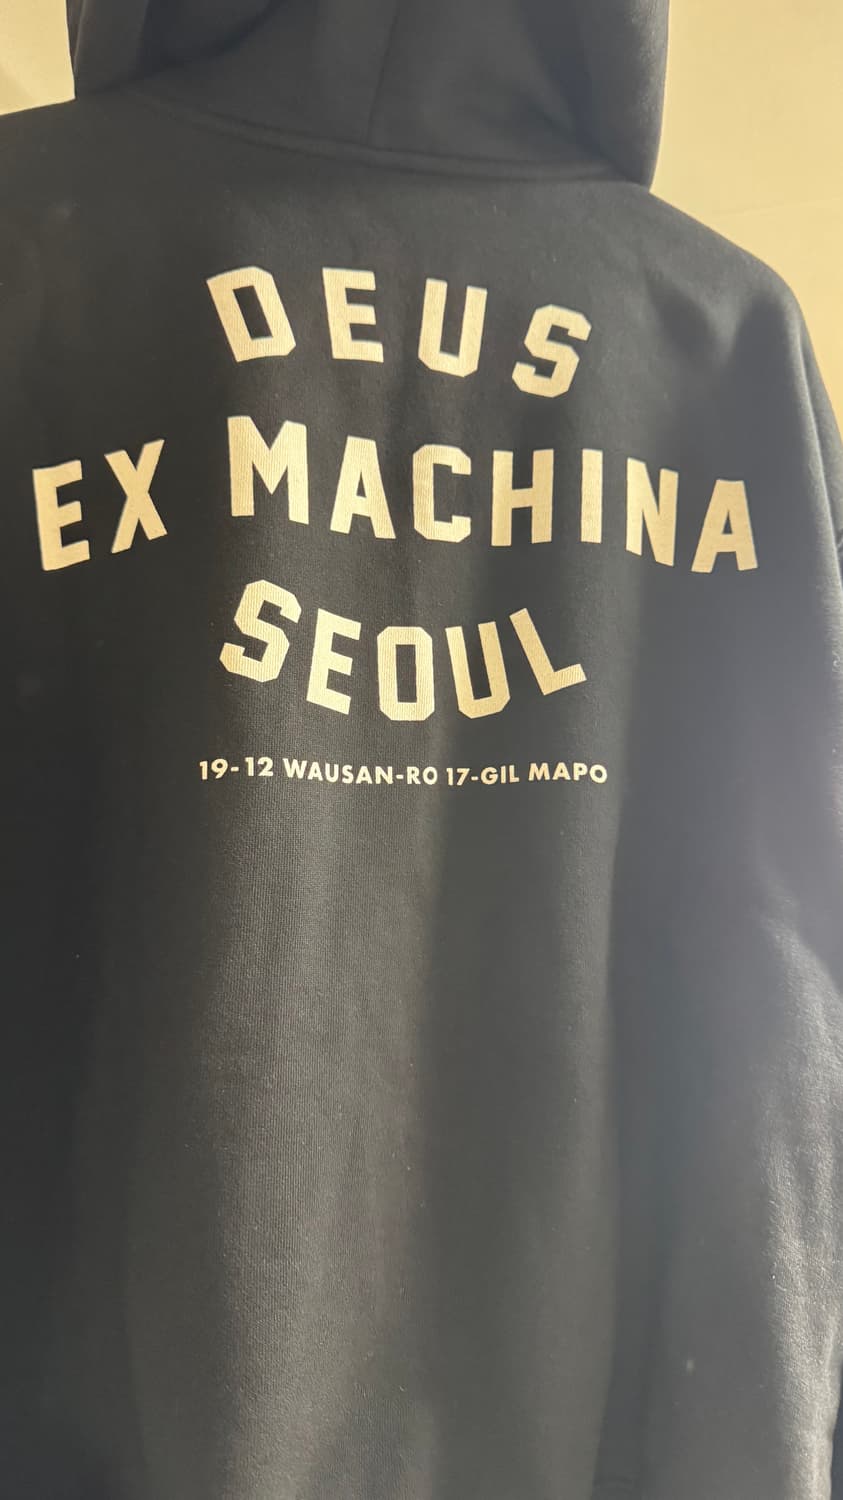 DEUS
EX MACHINA
SEOUL
19-12 WAUSAN-RO 17-GIL MAPO